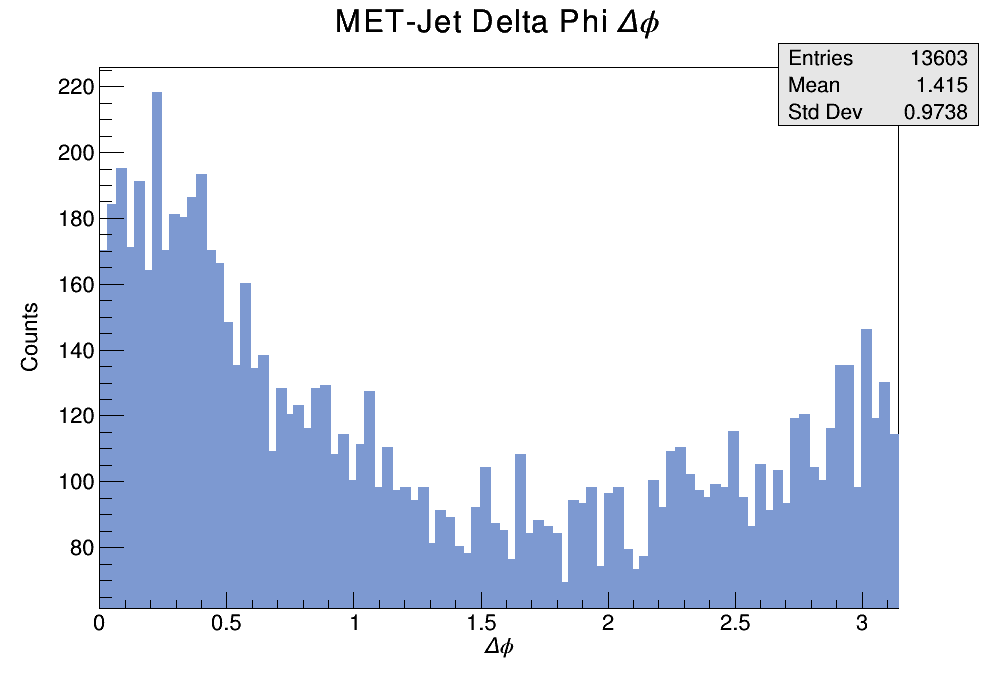 MET-Jet Delta Phi Δϕ
Entries 13603
Mean 1.415
Std Dev 0.9738
220
200
180
160
140
120
100
80
Counts
0 0.5 1 1.5 2 2.5 3
Δϕ